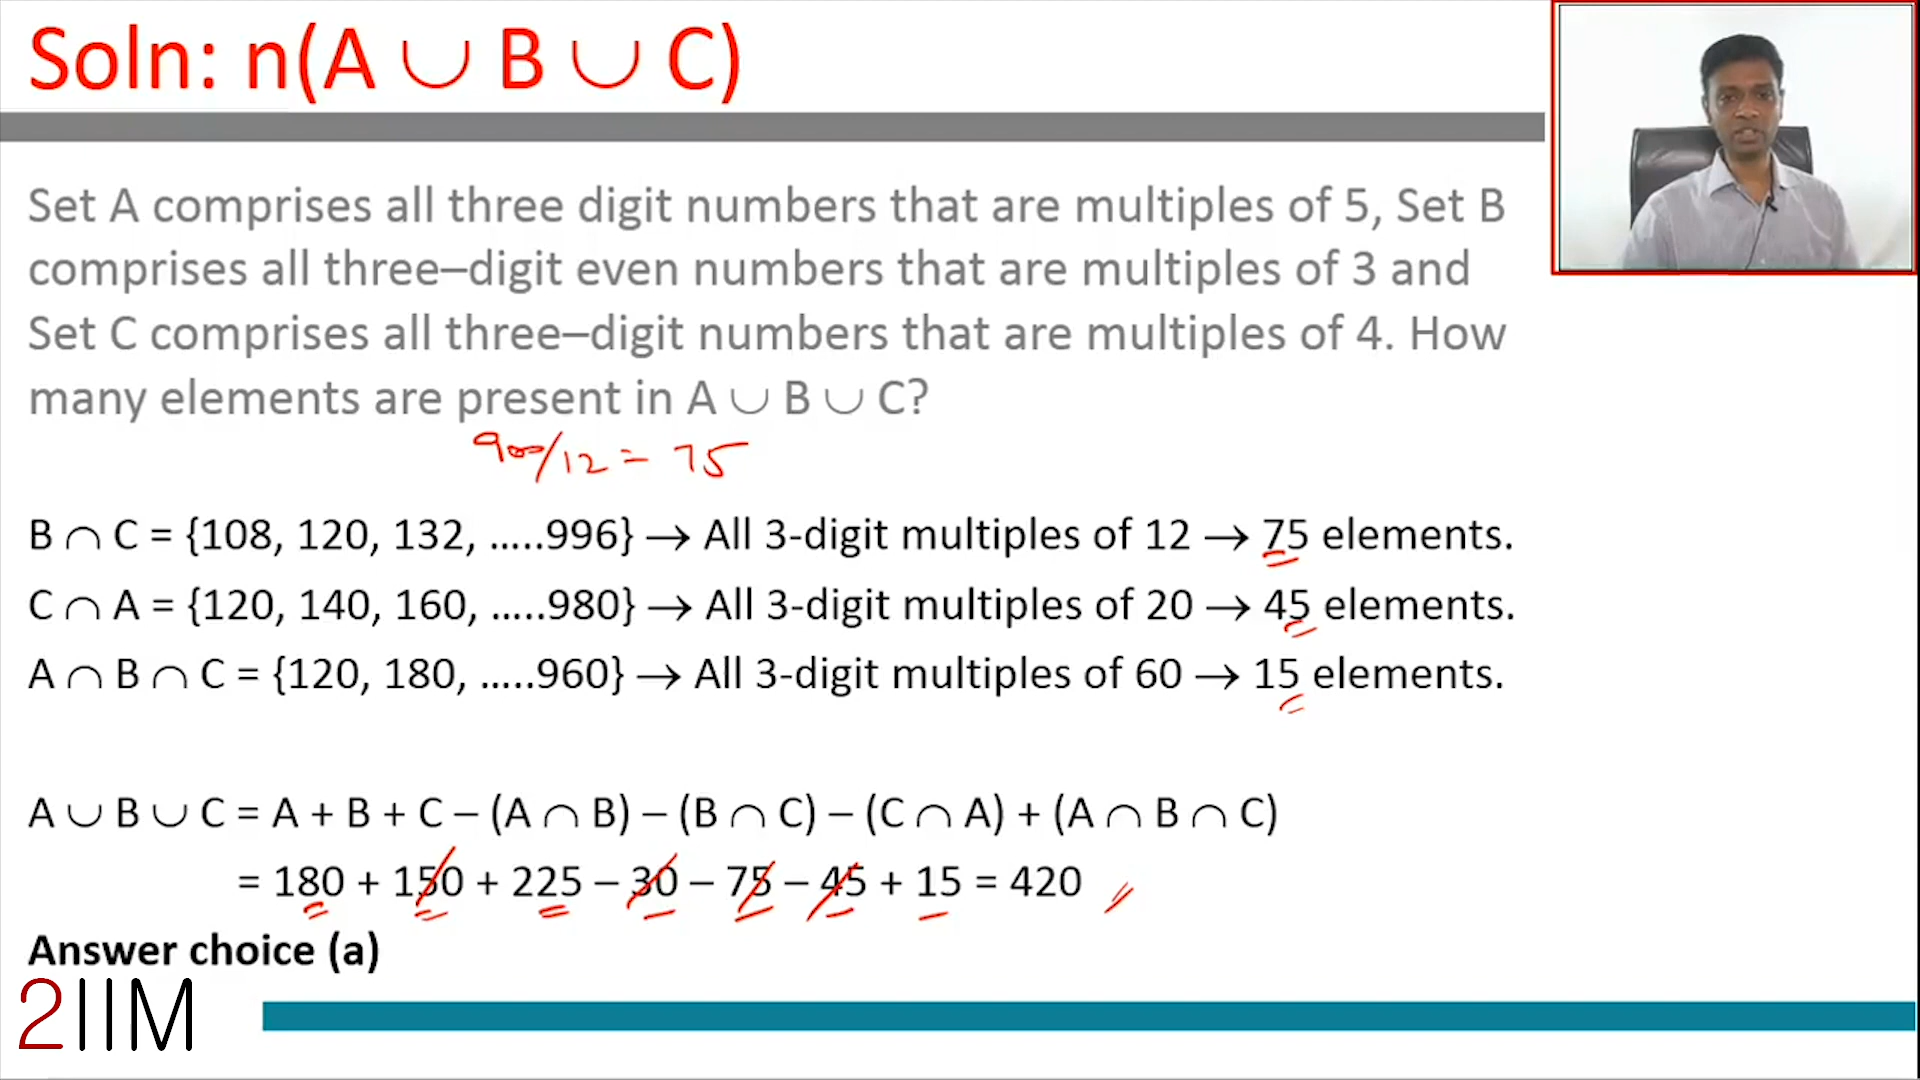 Soln: n(A ∪ B ∪ C)
Set A comprises all three digit numbers that are multiples of 5, Set B
comprises all three–digit even numbers that are multiples of 3 and
Set C comprises all three–digit numbers that are multiples of 4. How
many elements are present in A ∪ B ∪ C?
900/12 = 75
B ∩ C = {108, 120, 132, …..996} → All 3-digit multiples of 12 → 75 elements.
C ∩ A = {120, 140, 160, …..980} → All 3-digit multiples of 20 → 45 elements.
A ∩ B ∩ C = {120, 180, …..960} → All 3-digit multiples of 60 → 15 elements.
A ∪ B ∪ C = A + B + C – (A ∩ B) – (B ∩ C) – (C ∩ A) + (A ∩ B ∩ C)
= 180 + 150 + 225 – 30 – 75 – 45 + 15 = 420
Answer choice (a)
2IIM